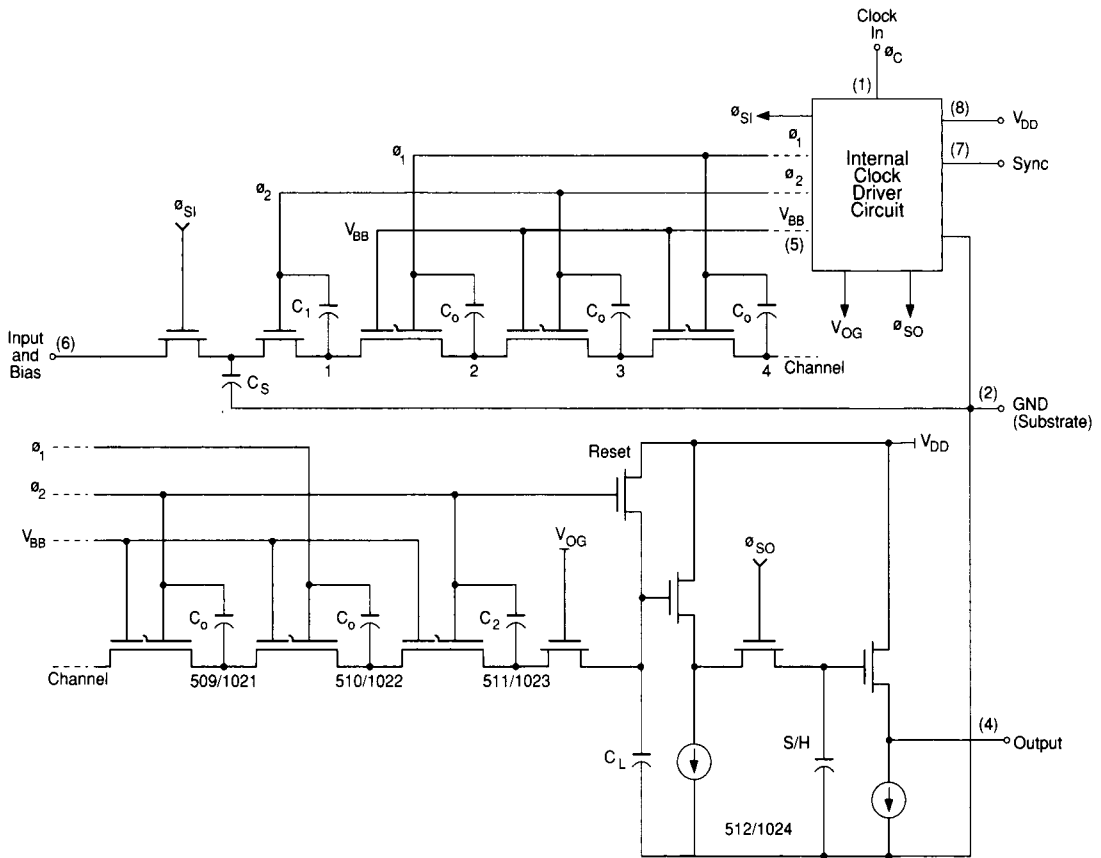 Clock
In
ø_C
(1)
ø_SI
(8)
V_DD
ø_1
ø_1
Internal
Clock
Driver
Circuit
(7)
Sync
ø_2
ø_2
ø_SI
V_BB
V_BB
(5)
C_1
C_o
C_o
C_o
V_OG
ø_SO
Input
and
Bias
(6)
1
2
3
4
Channel
C_S
(2)
GND
(Substrate)
ø_1
Reset
V_DD
ø_2
V_BB
V_OG
ø_SO
C_o
C_o
C_2
Channel
509/1021
510/1022
511/1023
(4)
Output
C_L
S/H
512/1024